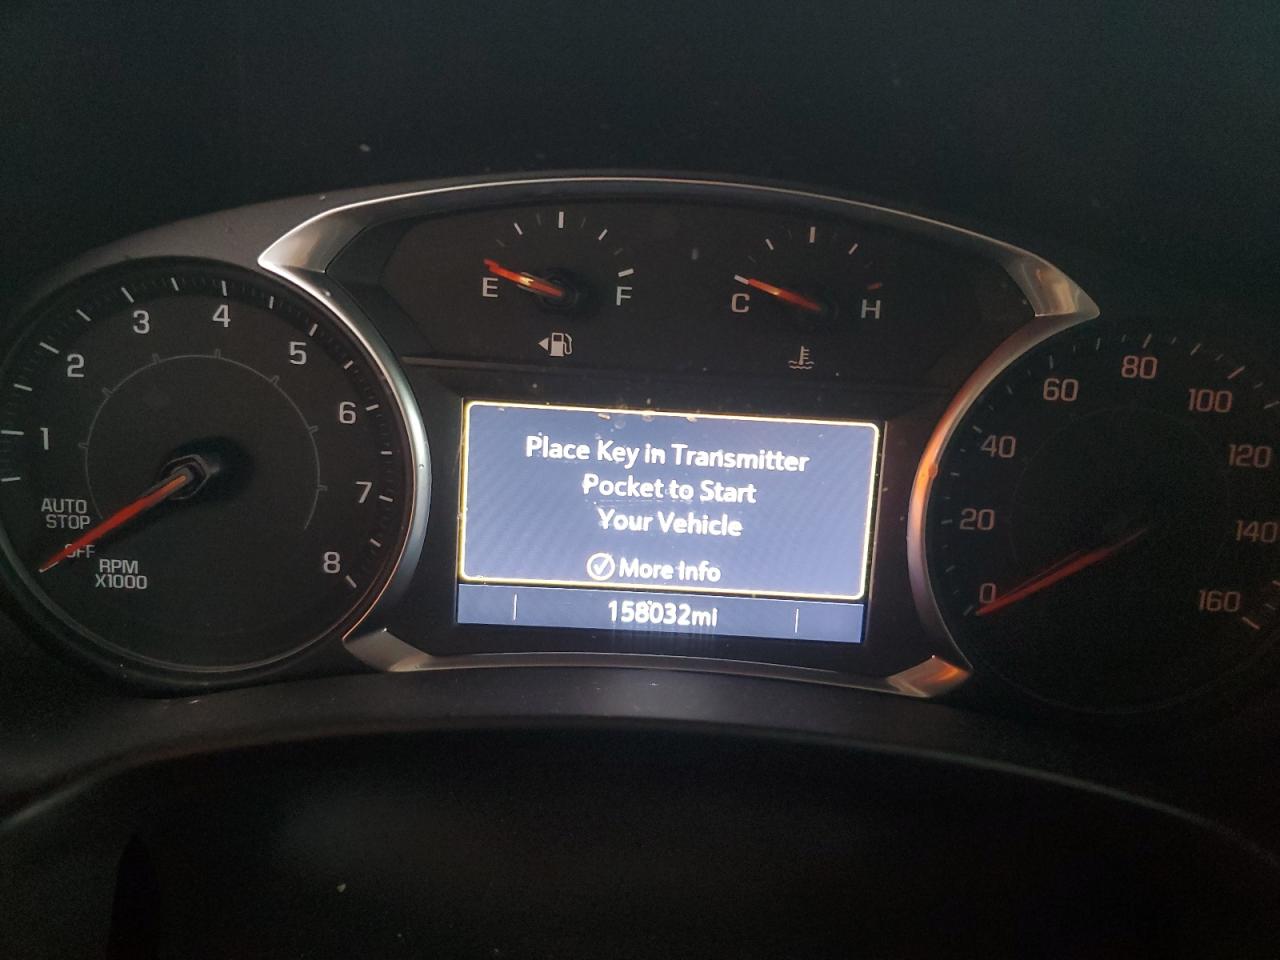 E F
C H
1 2 3 4 5 6 7 8
AUTO
STOP
OFF
RPM
X1000
Place Key in Transmitter
Pocket to Start
Your Vehicle
More Info
158032mi
0 20 40 60 80 100 120 140 160